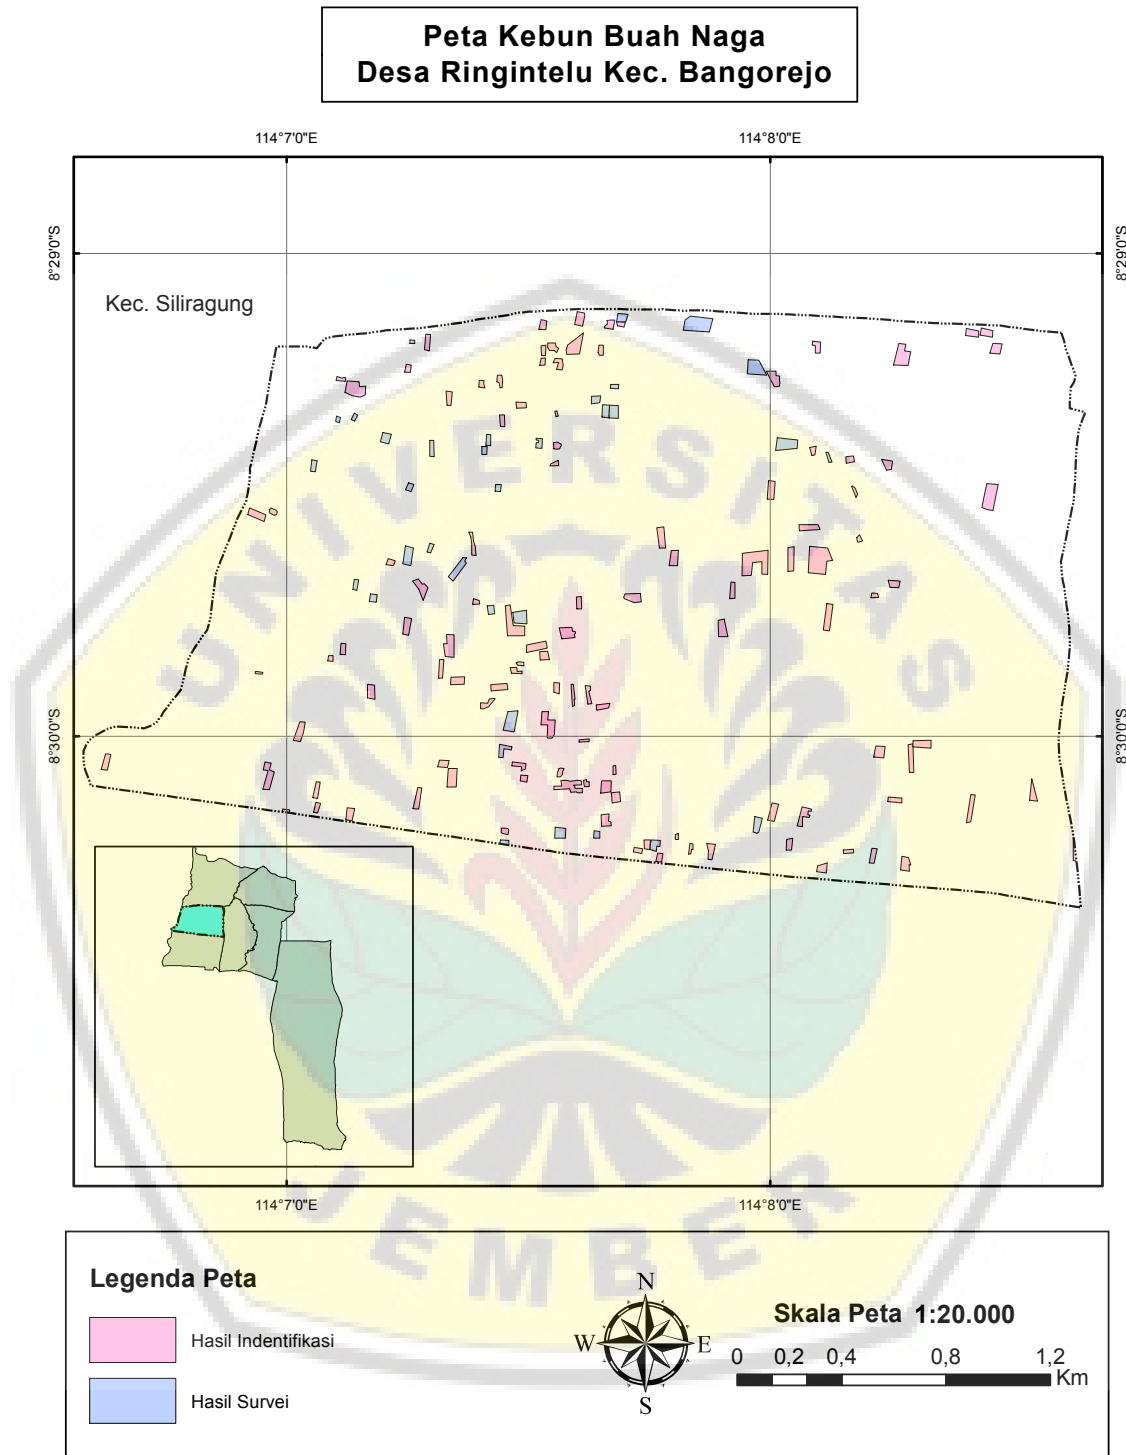 Peta Kebun Buah Naga
Desa Ringintelu Kec. Bangorejo
114°7'0"E 114°8'0"E
8°29'0"S 8°29'0"S
Kec. Siliragung
UNIVERSITAS
8°30'0"S 8°30'0"S
114°7'0"E 114°8'0"E
JEMBER
Legenda Peta
Hasil Indentifikasi
Hasil Survei
N
W E
S
Skala Peta 1:20.000
0 0,2 0,4 0,8 1,2
Km